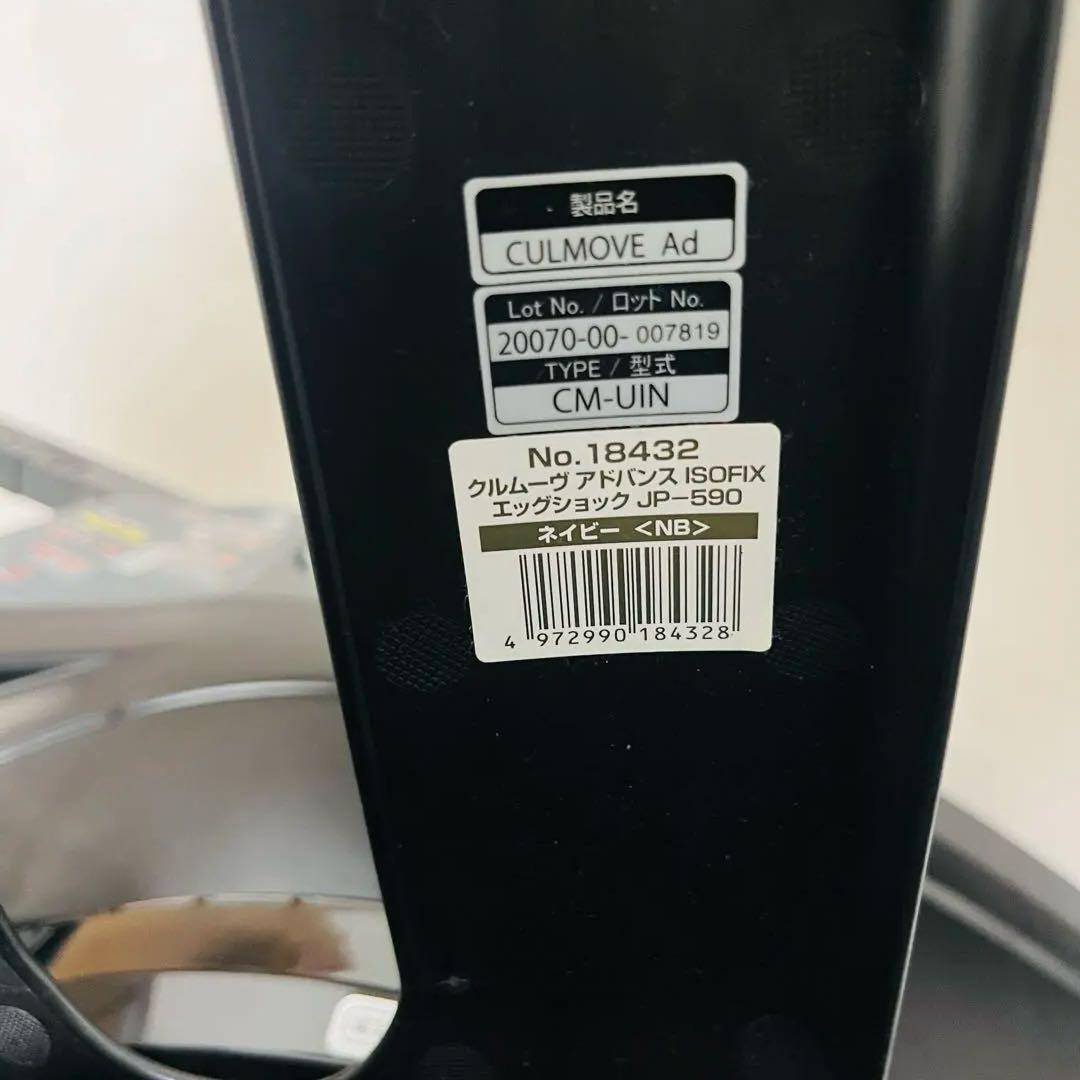 製品名
CULMOVE Ad
Lot No. / ロット No.
20070-00- 007819
TYPE / 型式
CM-UIN
No.18432
クルムーヴ アドバンス ISOFIX
エッグショック JP-590
ネイビー <NB>
4 972990 184328